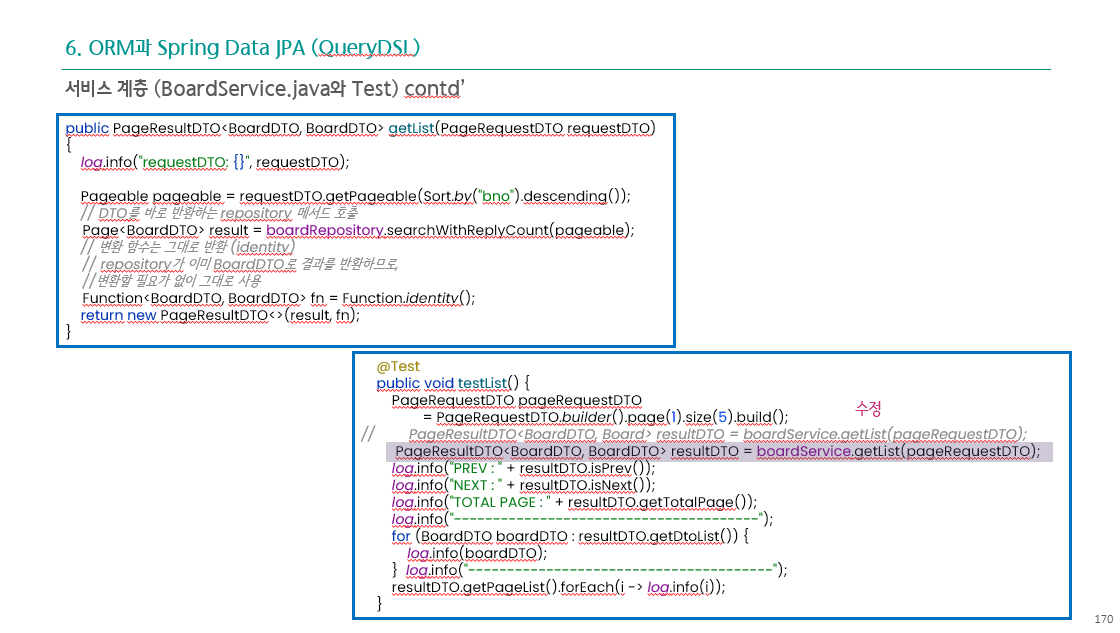 6. ORM과 Spring Data JPA (QueryDSL)
서비스 계층 (BoardService.java와 Test) contd’
public PageResultDTO<BoardDTO, BoardDTO> getList(PageRequestDTO requestDTO)
{
log.info("requestDTO: {}", requestDTO);
Pageable pageable = requestDTO.getPageable(Sort.by("bno").descending());
// DTO를 바로 반환하는 repository 메서드 호출
Page<BoardDTO> result = boardRepository.searchWithReplyCount(pageable);
// 변환 함수는 그대로 반환 (identity)
// repository가 이미 BoardDTO로 결과를 반환하므로,
//변환할 필요가 없이 그대로 사용
Function<BoardDTO, BoardDTO> fn = Function.identity();
return new PageResultDTO<>(result, fn);
}
@Test
public void testList() {
PageRequestDTO pageRequestDTO
= PageRequestDTO.builder().page(1).size(5).build();
수정
// PageResultDTO<BoardDTO, Board> resultDTO = boardService.getList(pageRequestDTO);
PageResultDTO<BoardDTO, BoardDTO> resultDTO = boardService.getList(pageRequestDTO);
log.info("PREV : " + resultDTO.isPrev());
log.info("NEXT : " + resultDTO.isNext());
log.info("TOTAL PAGE : " + resultDTO.getTotalPage());
log.info("---------------------------------------");
for (BoardDTO boardDTO : resultDTO.getDtoList()) {
log.info(boardDTO);
} log.info("---------------------------------------");
resultDTO.getPageList().forEach(i -> log.info(i));
}
170